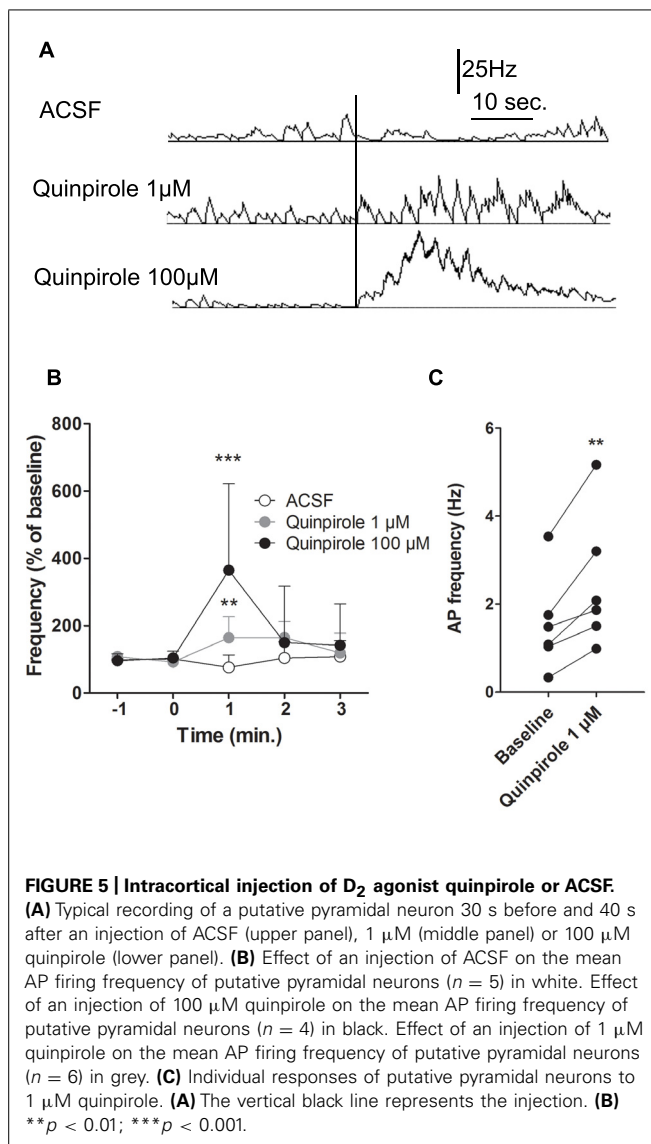 A
25Hz
10 sec.
ACSF
Quinpirole 1µM
Quinpirole 100µM
B
C
800
600
400
200
0
Frequency (% of baseline)
-1
0
1
2
3
Time (min.)
***
**
ACSF
Quinpirole 1 µM
Quinpirole 100 µM
**
6
4
2
0
AP frequency (Hz)
Baseline
Quinpirole 1 µM
FIGURE 5 | Intracortical injection of D₂ agonist quinpirole or ACSF.
(A) Typical recording of a putative pyramidal neuron 30 s before and 40 s
after an injection of ACSF (upper panel), 1 µM (middle panel) or 100 µM
quinpirole (lower panel). (B) Effect of an injection of ACSF on the mean
AP firing frequency of putative pyramidal neurons (n = 5) in white. Effect
of an injection of 100 µM quinpirole on the mean AP firing frequency of
putative pyramidal neurons (n = 4) in black. Effect of an injection of 1 µM
quinpirole on the mean AP firing frequency of putative pyramidal neurons
(n = 6) in grey. (C) Individual responses of putative pyramidal neurons to
1 µM quinpirole. (A) The vertical black line represents the injection. (B)
**p < 0.01; ***p < 0.001.